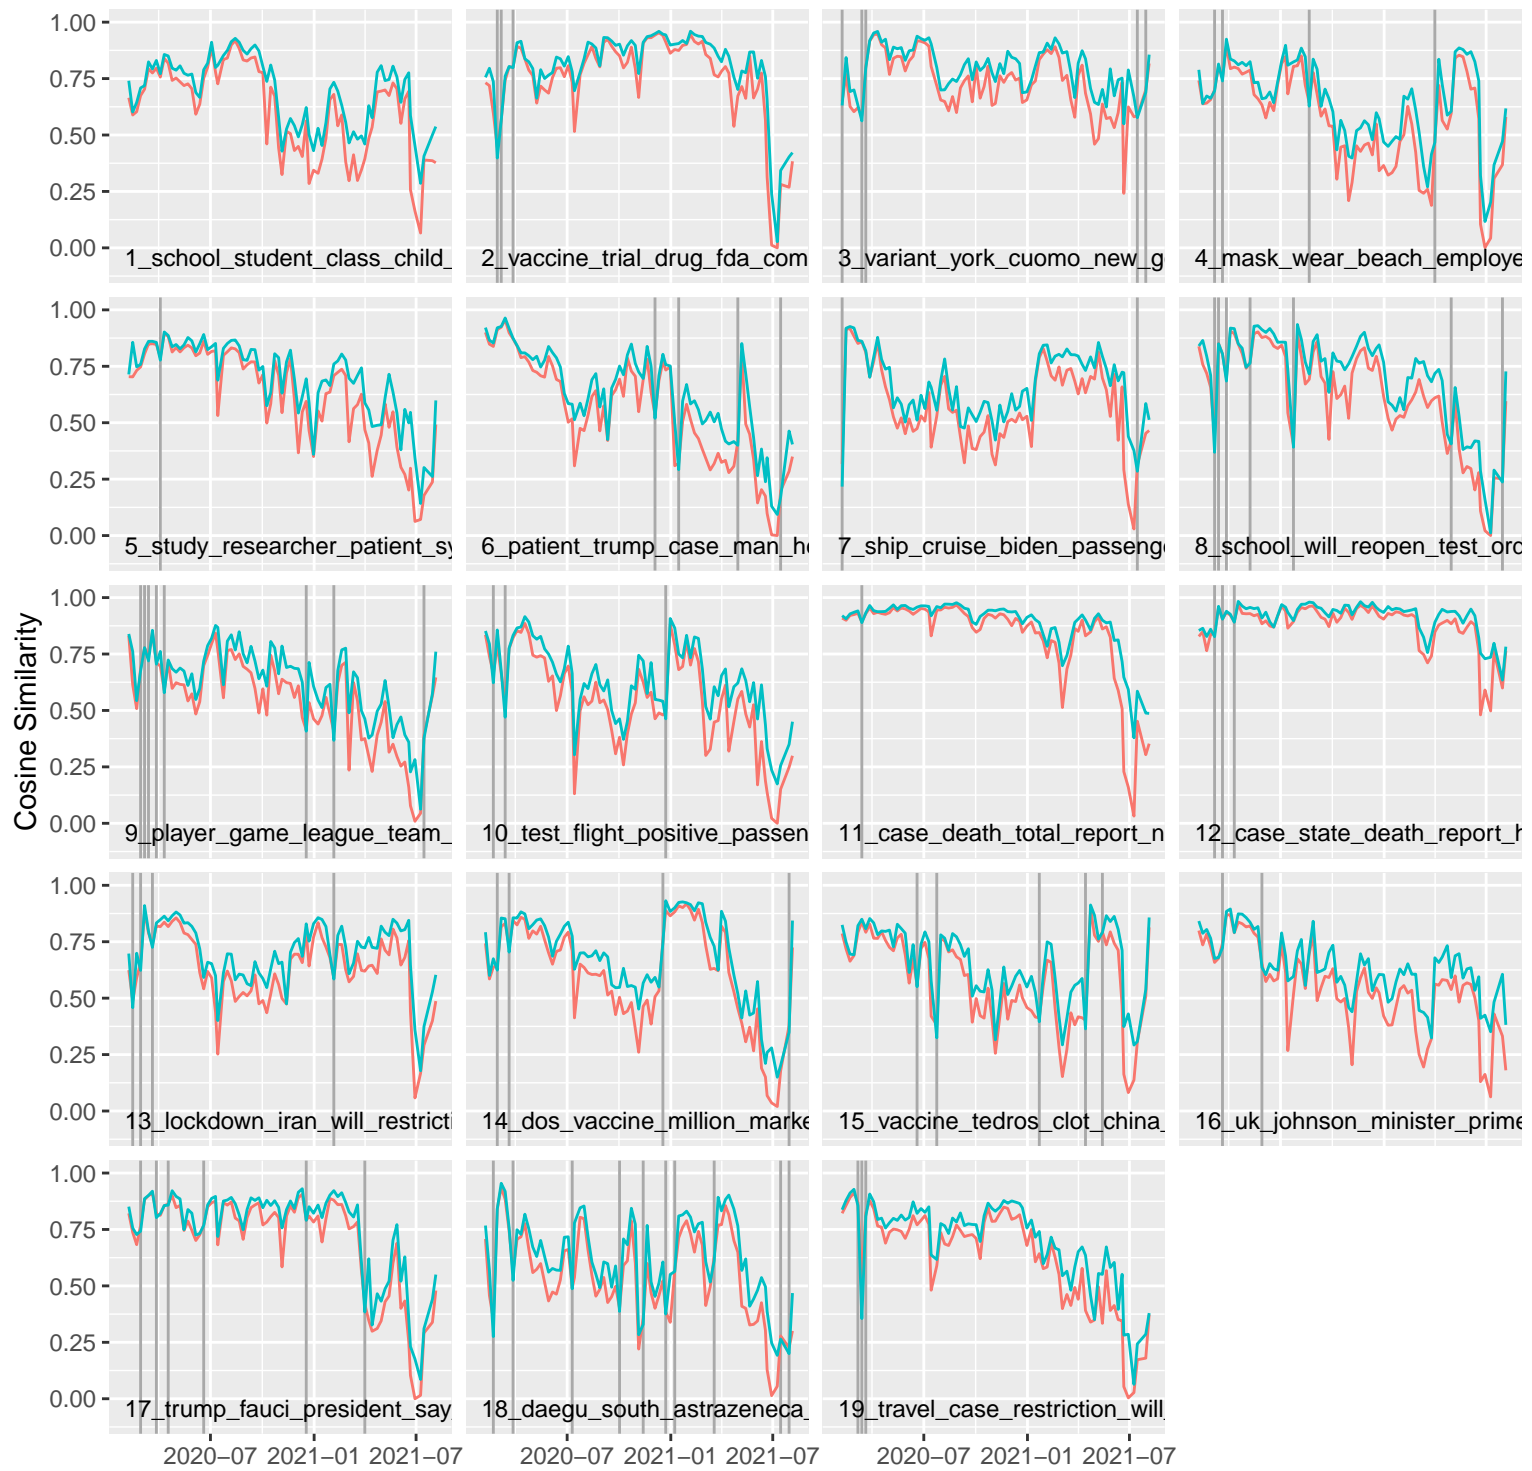 Cosine Similarity
1.00
0.75
0.50
0.25
0.00
1_school_student_class_child_
2_vaccine_trial_drug_fda_com
3_variant_york_cuomo_new_g
4_mask_wear_beach_employe
1.00
0.75
0.50
0.25
0.00
5_study_researcher_patient_sy
6_patient_trump_case_man_ho
7_ship_cruise_biden_passenge
8_school_will_reopen_test_ord
1.00
0.75
0.50
0.25
0.00
9_player_game_league_team_
10_test_flight_positive_passen
11_case_death_total_report_n
12_case_state_death_report_h
1.00
0.75
0.50
0.25
0.00
13_lockdown_iran_will_restricti
14_dos_vaccine_million_marke
15_vaccine_tedros_clot_china_
16_uk_johnson_minister_prime
1.00
0.75
0.50
0.25
0.00
17_trump_fauci_president_say_
18_daegu_south_astrazeneca_
19_travel_case_restriction_will_
2020−07 2021−01 2021−07
2020−07 2021−01 2021−07
2020−07 2021−01 2021−07